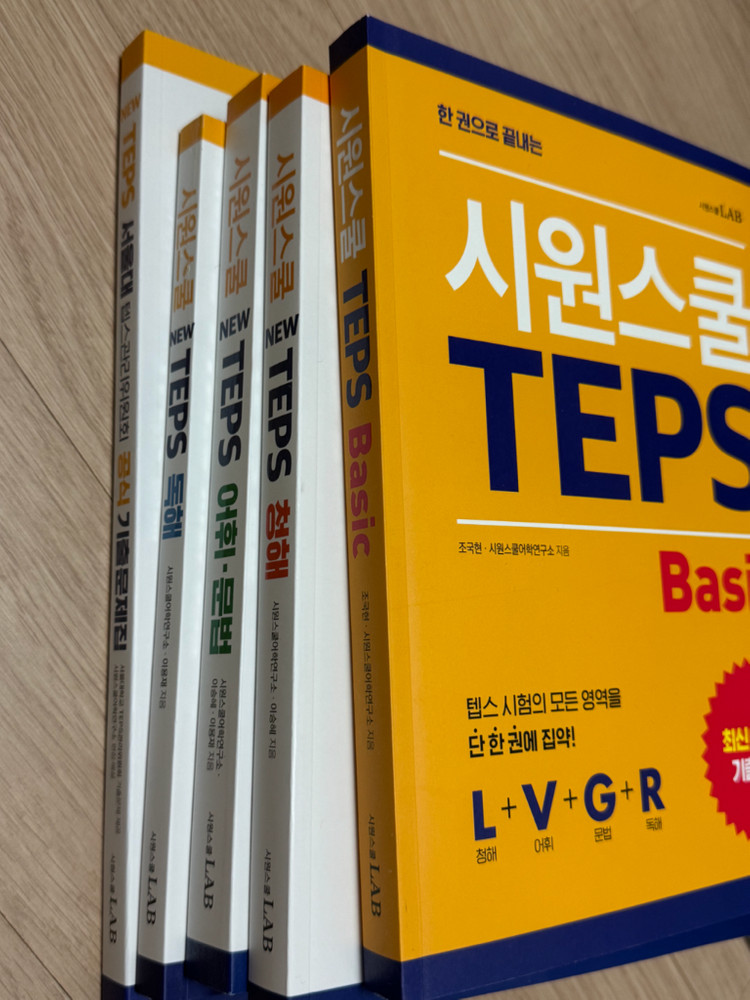 NEW TEPS 서울대 텝스관리위원회 공식 기출문제집
시원스쿨LAB
시원스쿨 NEW TEPS 독해
시원스쿨어학연구소 · 이용재 지음
시원스쿨LAB
시원스쿨 NEW TEPS 어휘·문법
시원스쿨어학연구소 ·
이승혜 · 이용재 지음
시원스쿨LAB
시원스쿨 NEW TEPS 청해
시원스쿨어학연구소 · 이승혜 지음
시원스쿨LAB
시원스쿨 TEPS Basic
조국현 · 시원스쿨어학연구소 지음
시원스쿨LAB
한 권으로 끝내는
시원스쿨LAB
시원스쿨
TEPS
Basi
조국현 · 시원스쿨어학연구소 지음
텝스 시험의 모든 영역을
단 한 권에 집약!
L + V + G + R
청해 어휘 문법 독해
최신
기출